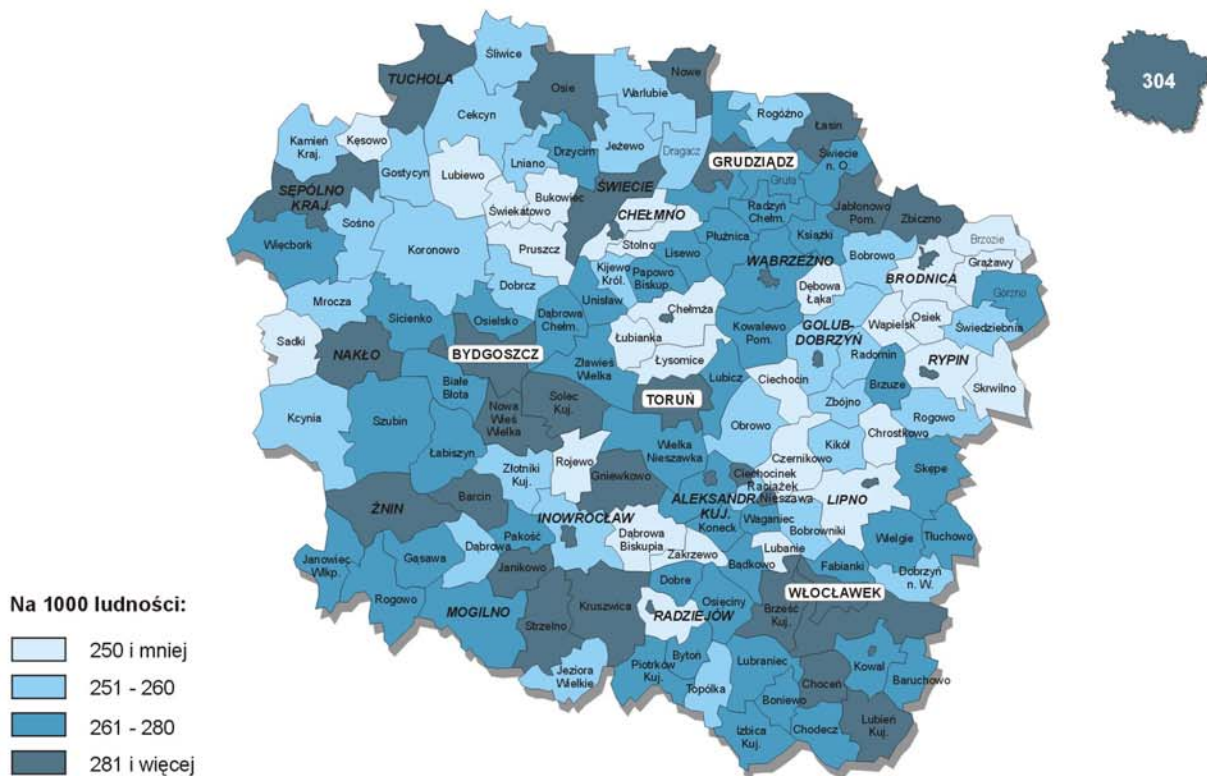 Śliwice
Nowe
TUCHOLA
Osie
304
Warlubie
Cekcyn
Rogóźno
Łasin
Kamień
Kraj.
Kęsowo
Drzycim
Jeżewo
Dragacz
Świecie
n. O.
GRUDZIĄDZ
Gostycyn
Lniano
Lubiewo
Gruta
SĘPÓLNO
KRAJ.
ŚWIECIE
Bukowiec
Świekatowo
CHEŁMNO
Radzyń
Chełm.
Jabłonowo
Pom.
Zbiczno
Sośno
Więcbork
Koronowo
Pruszcz
Stolno
Płużnica
Książki
Brzozie
Lisewo
Bobrowo
Grążawy
WĄBRZEŹNO
BRODNICA
Kijewo
Król.
Papowo
Biskup.
Mrocza
Dobrcz
Unisław
Chełmża
Dębowa
Łąka
Górzno
Osielsko
Dąbrowa
Chełm.
Sicienko
Osiek
Wąpielsk
Świedziebnia
Kowalewo
Pom.
GOLUB-
DOBRZYŃ
Sadki
Łubianka
NAKŁO
BYDGOSZCZ
Łysomice
Radomin
RYPIN
Zławieś
Wielka
Lubicz
Ciechocin
Brzuze
Skrwilno
Białe
Błota
Solec
Kuj.
TORUŃ
Zbójno
Kcynia
Szubin
Nowa
Wieś
Wielka
Obrowo
Rogowo
Chrostkowo
Kikół
Wielka
Nieszawka
Łabiszyn
Czernikowo
Złotniki
Kuj.
Rojewo
Gniewkowo
Skępe
Ciechocinek
Raciążek
Nieszawa
Barcin
ALEKSANDR.
KUJ.
LIPNO
ŻNIN
INOWROCŁAW
Koneck
Waganiec
Bobrowniki
Pakość
Dąbrowa
Dąbrowa
Biskupia
Wielgie
Tłuchowo
Gąsawa
Zakrzewo
Lubanie
Janowiec
Wlkp.
Bądkowo
Fabianki
Janikowo
Dobre
Dobrzyń
n. W.
WŁOCŁAWEK
Rogowo
Osięciny
Kruszwica
MOGILNO
RADZIEJÓW
Brześć
Kuj.
Strzelno
Bytoń
Lubraniec
Kowal
Jeziora
Wielkie
Piotrków
Kuj.
Baruchowo
Topólka
Choceń
Boniewo
Izbica
Kuj.
Chodecz
Lubień
Kuj.
Na 1000 ludności:
250 i mniej
251 - 260
261 - 280
281 i więcej